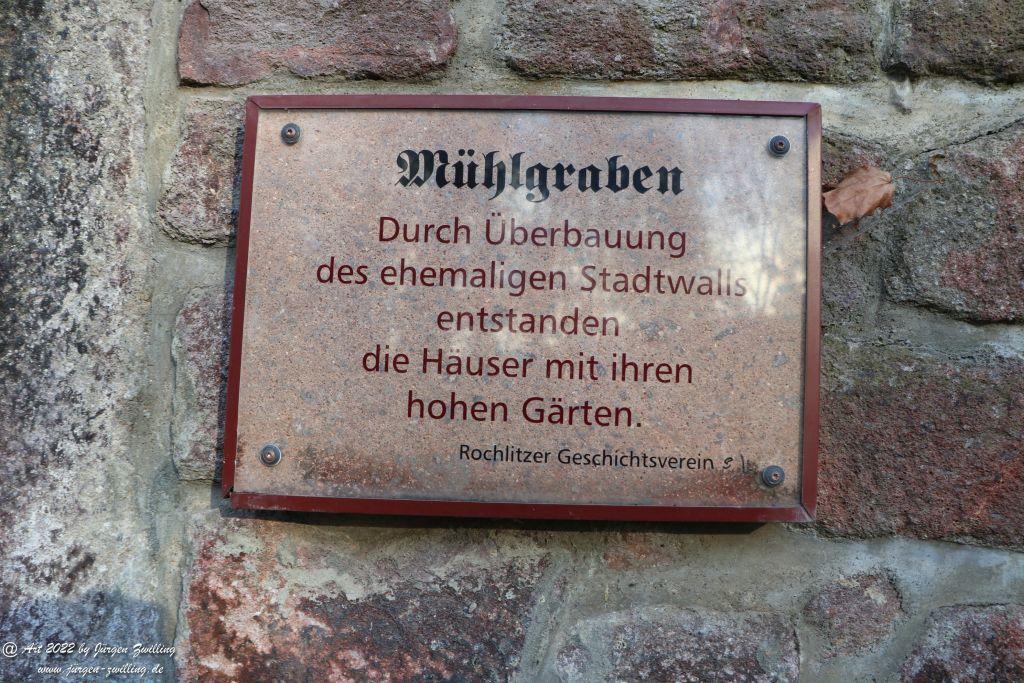 Mühlgraben
Durch Überbauung
des ehemaligen Stadtwalls
entstanden
die Häuser mit ihren
hohen Gärten.
Rochlitzer Geschichtsverein
@ Art 2022 by Jürgen Zwilling
www.jurgen-zwilling.de